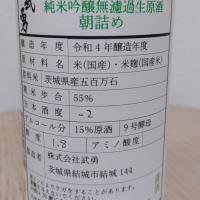 武勇
純米吟醸無濾過生原酒
朝詰め
醸造年度 令和4年醸造年度
原材料名 米(国産)・米麹(国産米)
原料米 茨城県産五百万石
精米歩合 55%
日本酒度 -2
アルコール分 15%原酒 9号酵母
酸度 1.8 アミノ酸度
製造者 株式会社武勇
茨城県結城市結城144